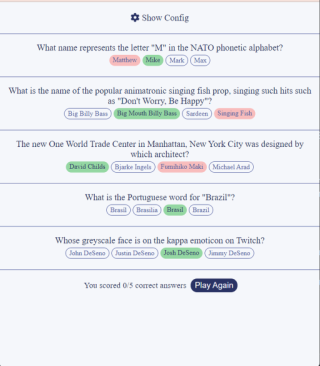 Show Config
What name represents the letter "M" in the NATO phonetic alphabet?
Matthew Mike Mark Max
What is the name of the popular animatronic singing fish prop, singing such hits such
as "Don't Worry, Be Happy"?
Big Billy Bass Big Mouth Billy Bass Sardeen Singing Fish
The new One World Trade Center in Manhattan, New York City was designed by
which architect?
David Childs Bjarke Ingels Fumihiko Maki Michael Arad
What is the Portuguese word for "Brazil"?
Brasil Brasilia Brasil Brazil
Whose greyscale face is on the kappa emoticon on Twitch?
John DeSeno Justin DeSeno Josh DeSeno Jimmy DeSeno
You scored 0/5 correct answers Play Again